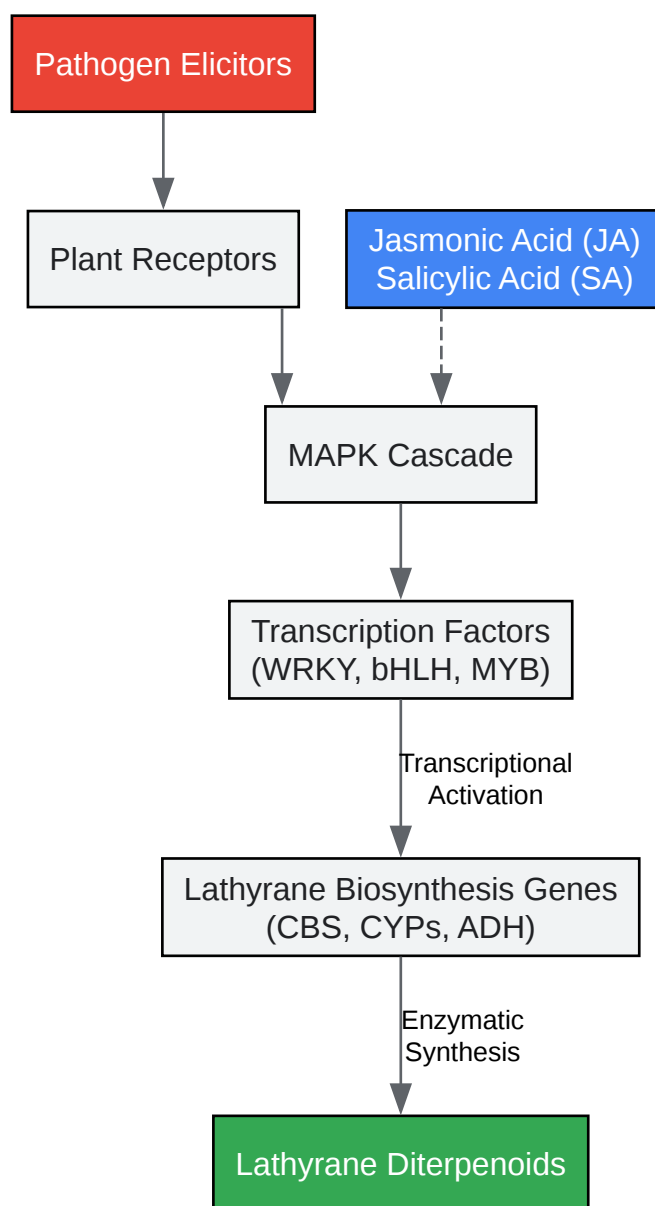 Pathogen Elicitors
Plant Receptors
Jasmonic Acid (JA)
Salicylic Acid (SA)
MAPK Cascade
Transcription Factors
(WRKY, bHLH, MYB)
Transcriptional
Activation
Lathyrane Biosynthesis Genes
(CBS, CYPs, ADH)
Enzymatic
Synthesis
Lathyrane Diterpenoids